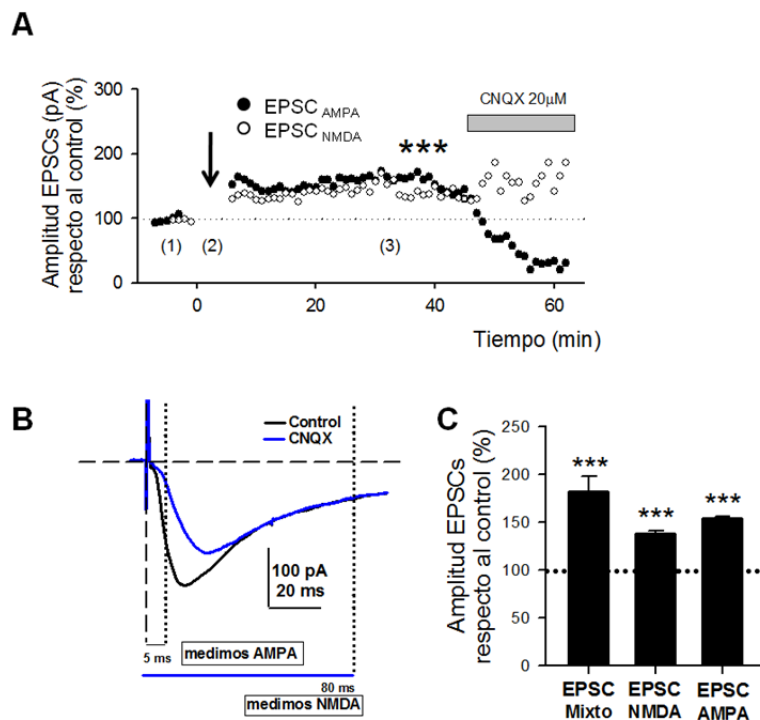 A
Amplitud EPSCs (pA)
respecto al control (%)
300
200
100
0
EPSC AMPA
EPSC NMDA
***
CNQX 20µM
(1)
(2)
(3)
0
20
40
60
Tiempo (min)
B
Control
CNQX
100 pA
20 ms
5 ms
medimos AMPA
80 ms
medimos NMDA
C
Amplitud EPSCs
respecto al control (%)
250
200
150
100
50
0
***
***
***
EPSC EPSC EPSC
Mixto NMDA AMPA